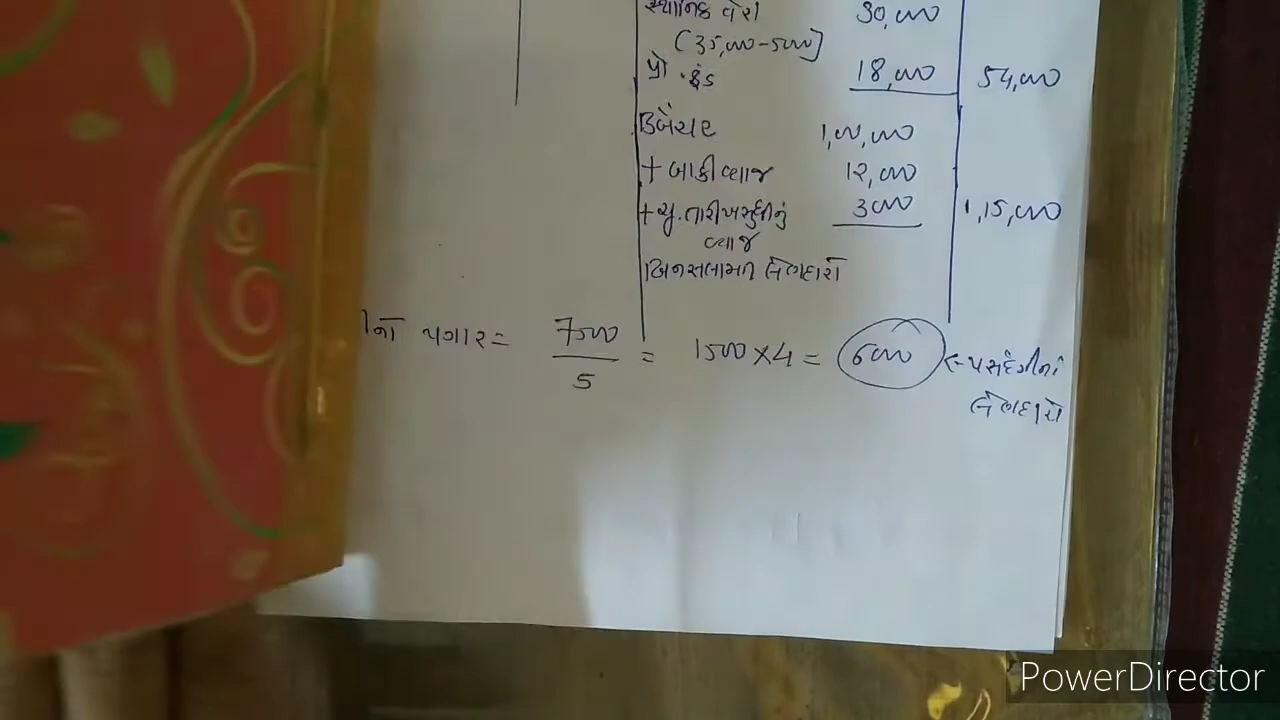 સ્થાનિક વેરો 30,000
(35,000-5000]
પ્રો. ફંડ 18,000 54,000
ડિબેંચર 1,00,000
+ બાકી વ્યાજ 12,000
+ ચુ. તારીખ સુધીનું 3000 1,15,000
વ્યાજ
બિનસલામત લેણદારો
નો પગાર = 7500 / 5 = 1500 × 4 = 6000 ← પસંદગીનાં
લેણદારો
PowerDirector